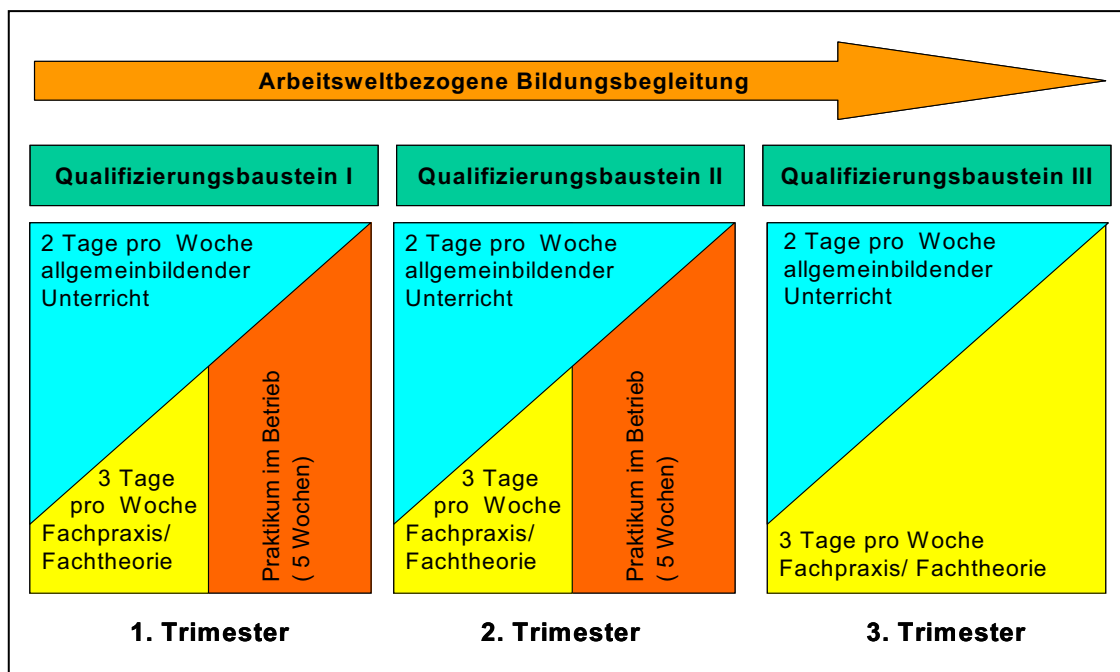 Arbeitsweltbezogene Bildungsbegleitung
Qualifizierungsbaustein I
2 Tage pro Woche
allgemeinbildender
Unterricht
3 Tage
pro Woche
Fachpraxis/
Fachtheorie
Praktikum im Betrieb
( 5 Wochen)
1. Trimester
Qualifizierungsbaustein II
2 Tage pro Woche
allgemeinbildender
Unterricht
3 Tage
pro Woche
Fachpraxis/
Fachtheorie
Praktikum im Betrieb
( 5 Wochen)
2. Trimester
Qualifizierungsbaustein III
2 Tage pro Woche
allgemeinbildender
Unterricht
3 Tage pro Woche
Fachpraxis/ Fachtheorie
3. Trimester